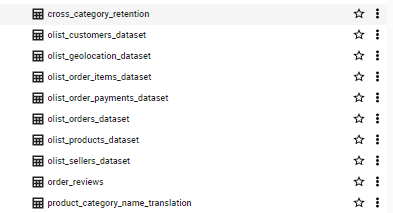 cross_category_retention
olist_customers_dataset
olist_geolocation_dataset
olist_order_items_dataset
olist_order_payments_dataset
olist_orders_dataset
olist_products_dataset
olist_sellers_dataset
order_reviews
product_category_name_translation